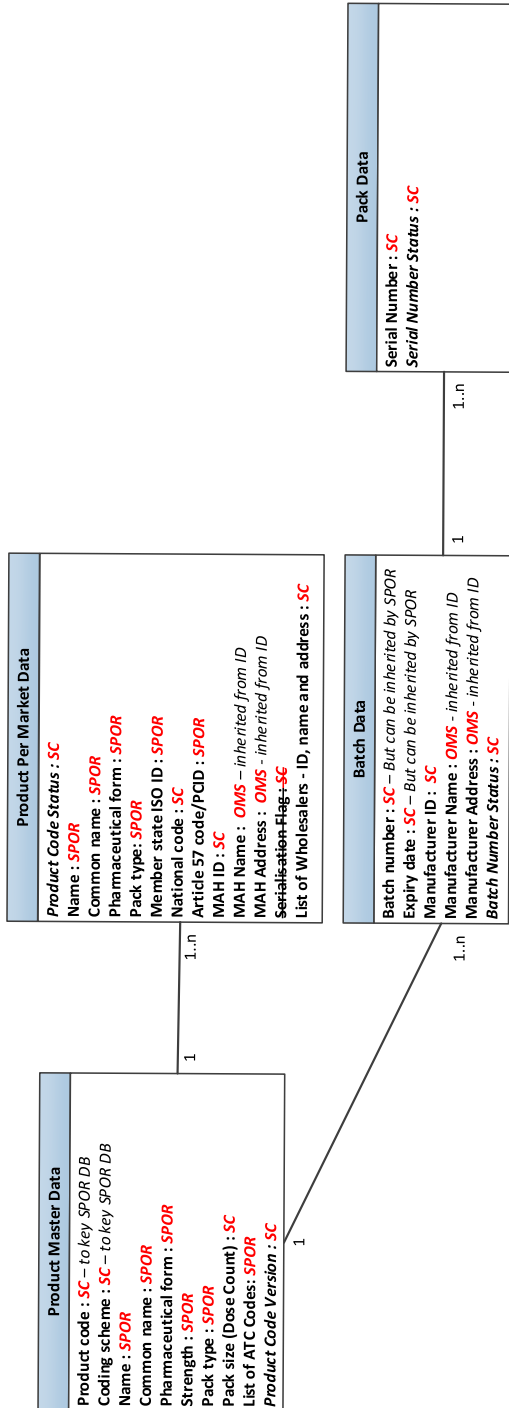 Product Master Data
Product code : SC – to key SPOR DB
Coding scheme : SC – to key SPOR DB
Name : SPOR
Common name : SPOR
Pharmaceutical form : SPOR
Strength : SPOR
Pack type : SPOR
Pack size (Dose Count) : SC
List of ATC Codes: SPOR
Product Code Version : SC
1
1..n
1
1..n
Product Per Market Data
Product Code Status : SC
Name : SPOR
Common name : SPOR
Pharmaceutical form : SPOR
Pack type: SPOR
Member state ISO ID : SPOR
National code : SC
Article 57 code/PCID : SPOR
MAH ID : SC
MAH Name : OMS – inherited from ID
MAH Address : OMS - inherited from ID
Serialisation Flag : SC
List of Wholesalers - ID, name and address : SC
Batch Data
Batch number : SC – But can be inherited by SPOR
Expiry date : SC – But can be inherited by SPOR
Manufacturer ID : SC
Manufacturer Name : OMS - inherited from ID
Manufacturer Address : OMS - inherited from ID
Batch Number Status : SC
1
1..n
Pack Data
Serial Number : SC
Serial Number Status : SC